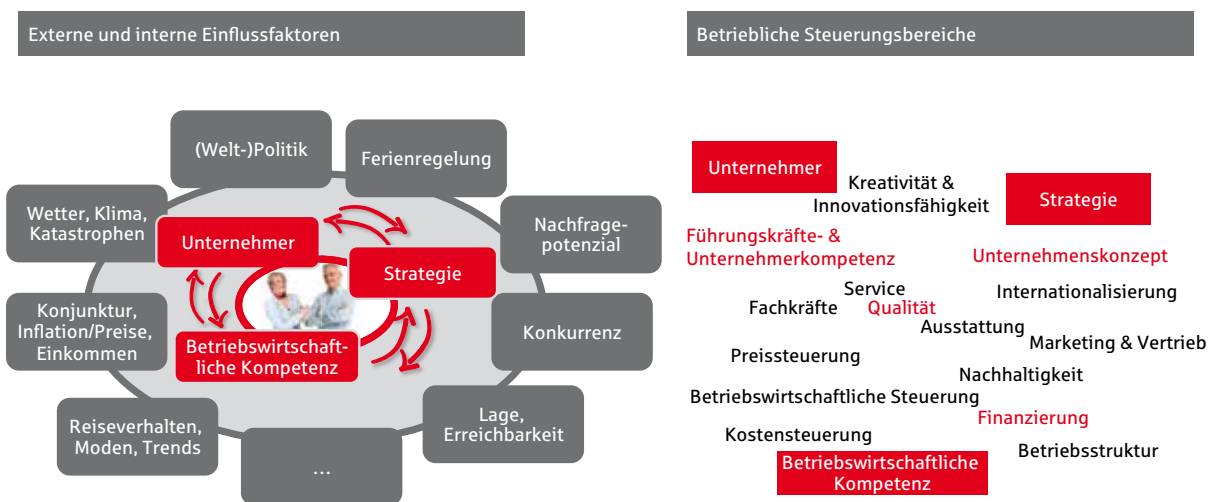 Externe und interne Einflussfaktoren
(Welt-)Politik
Ferienregelung
Wetter, Klima,
Katastrophen
Nachfrage-
potenzial
Unternehmer
Strategie
Konjunktur,
Inflation/Preise,
Einkommen
Konkurrenz
Betriebswirtschaft-
liche Kompetenz
Reiseverhalten,
Moden, Trends
Lage,
Erreichbarkeit
...
Betriebliche Steuerungsbereiche
Unternehmer
Kreativität &
Innovationsfähigkeit
Strategie
Führungskräfte- &
Unternehmerkompetenz
Unternehmenskonzept
Service
Internationalisierung
Fachkräfte
Qualität
Ausstattung
Marketing & Vertrieb
Preissteuerung
Nachhaltigkeit
Betriebswirtschaftliche Steuerung
Finanzierung
Kostensteuerung
Betriebsstruktur
Betriebswirtschaftliche
Kompetenz